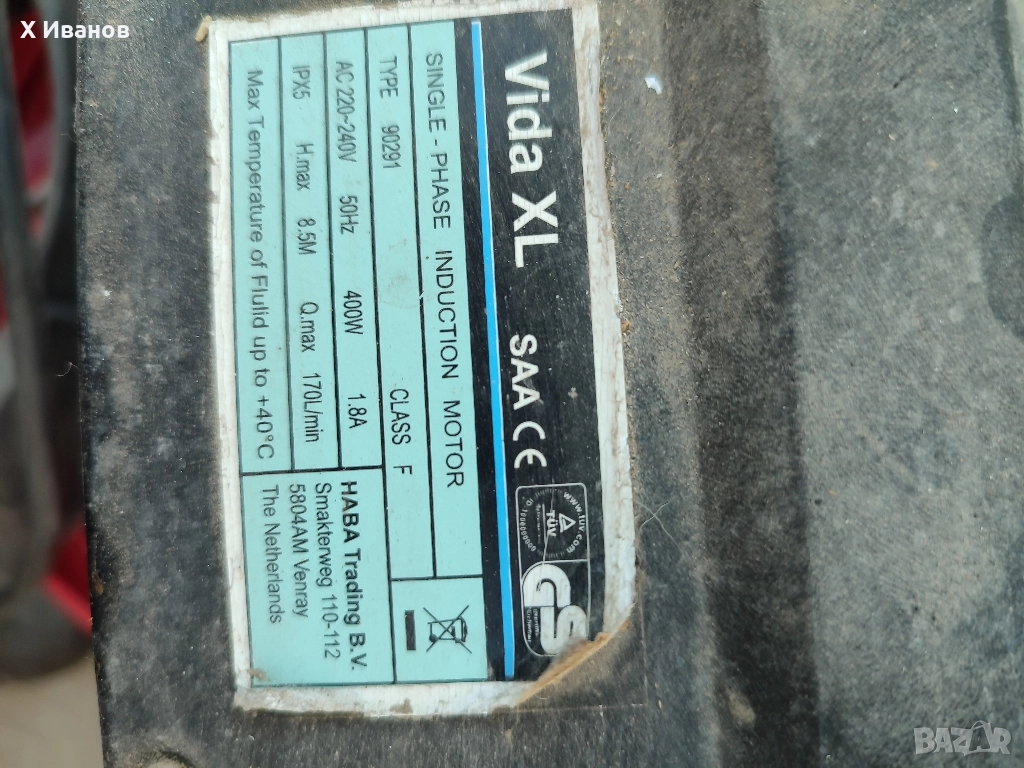 X Иванов
Vida XL SAA CE
www.tuv.com
TÜV
GS
SINGLE - PHASE INDUCTION MOTOR
TYPE 90291 CLASS F
AC 220~240V 50Hz 400W 1.8A
IPX5 H.max 8.5M Q.max 170L/min
Max Temperature of Flulid up to +40°C
HABA Trading B.V.
Smakterweg 110-112
5804AM Venray
The Netherlands
BAZAR